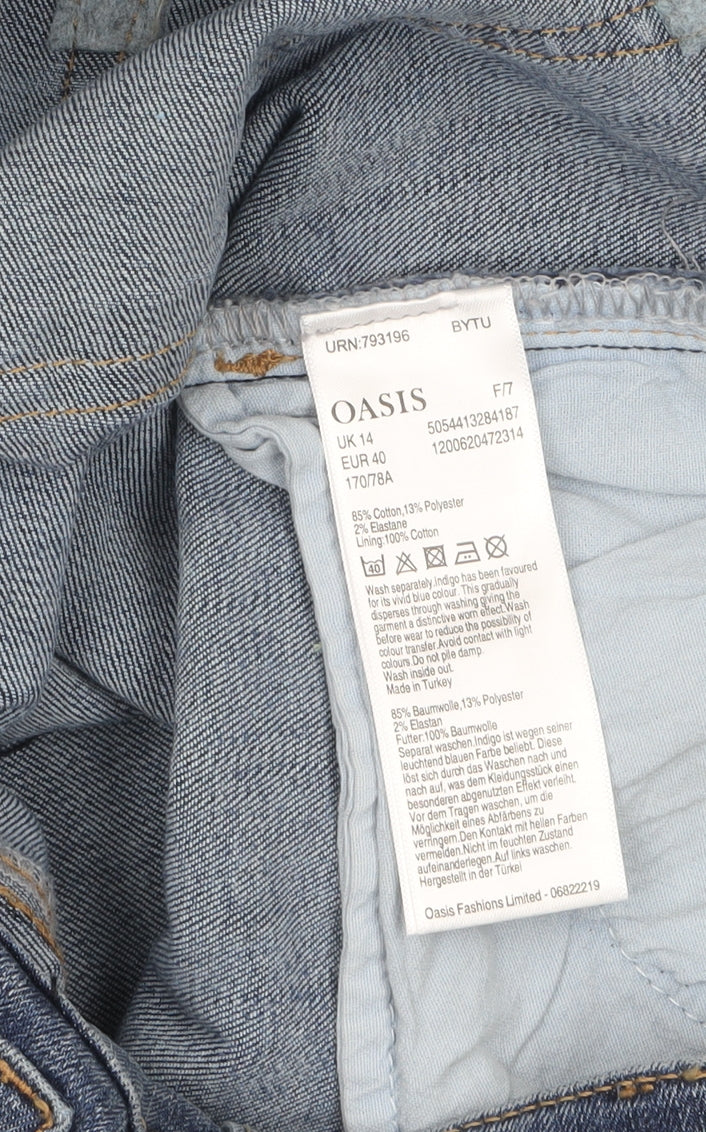 URN:793196 BYTU
OASIS F/7
UK 14 5054413284187
EUR 40 1200620472314
170/78A
85% Cotton,13% Polyester
2% Elastane
Lining:100% Cotton
40
Wash separately.Indigo has been favoured
for its vivid blue colour. This gradually
disperses through washing giving the
garment a distinctive worn effect.Wash
before wear to reduce the possibility of
colour transfer.Avoid contact with light
colours.Do not pile damp.
Wash inside out.
Made in Turkey
85% Baumwolle,13% Polyester
2% Elastan
Futter:100% Baumwolle
Separat waschen.Indigo ist wegen seiner
leuchtend blauen Farbe beliebt. Diese
löst sich durch das Waschen nach und
nach auf, was dem Kleidungsstück einen
besonderen abgenutzten Effekt verleiht.
Vor dem Tragen waschen, um die
Möglichkeit eines Abfärbens zu
verringern.Den Kontakt mit hellen Farben
vermeiden.Nicht im feuchten Zustand
aufeinanderlegen.Auf links waschen.
Hergestellt in der Türkei
Oasis Fashions Limited - 06822219